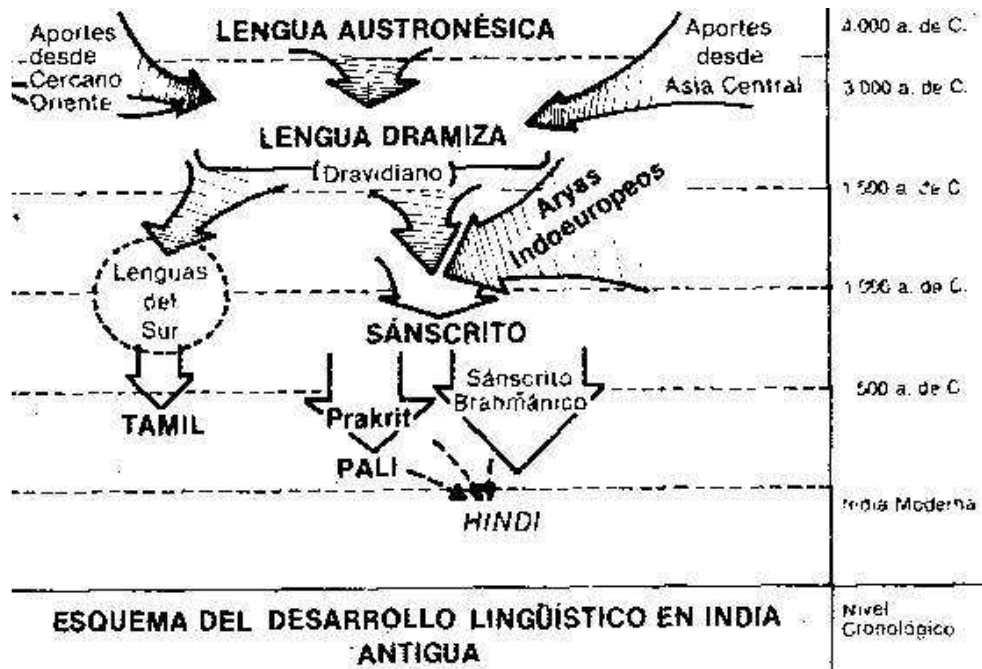 Aportes
desde
Cercano
Oriente
LENGUA AUSTRONÉSICA
Aportes
desde
Asia Central
4.000 a. de C.
3.000 a. de C.
LENGUA DRAMIZA
(Dravidiano)
Aryas
Indoeuropeos
1.500 a. de C.
Lenguas
del
Sur
1.000 a. de C.
SÁNSCRITO
Sánscrito
Brahmánico
500 a. de C.
TAMIL
Prakrit
PALI
HINDI
India Moderna
ESQUEMA DEL DESARROLLO LINGÜÍSTICO EN INDIA
ANTIGUA
Nivel
Cronológico